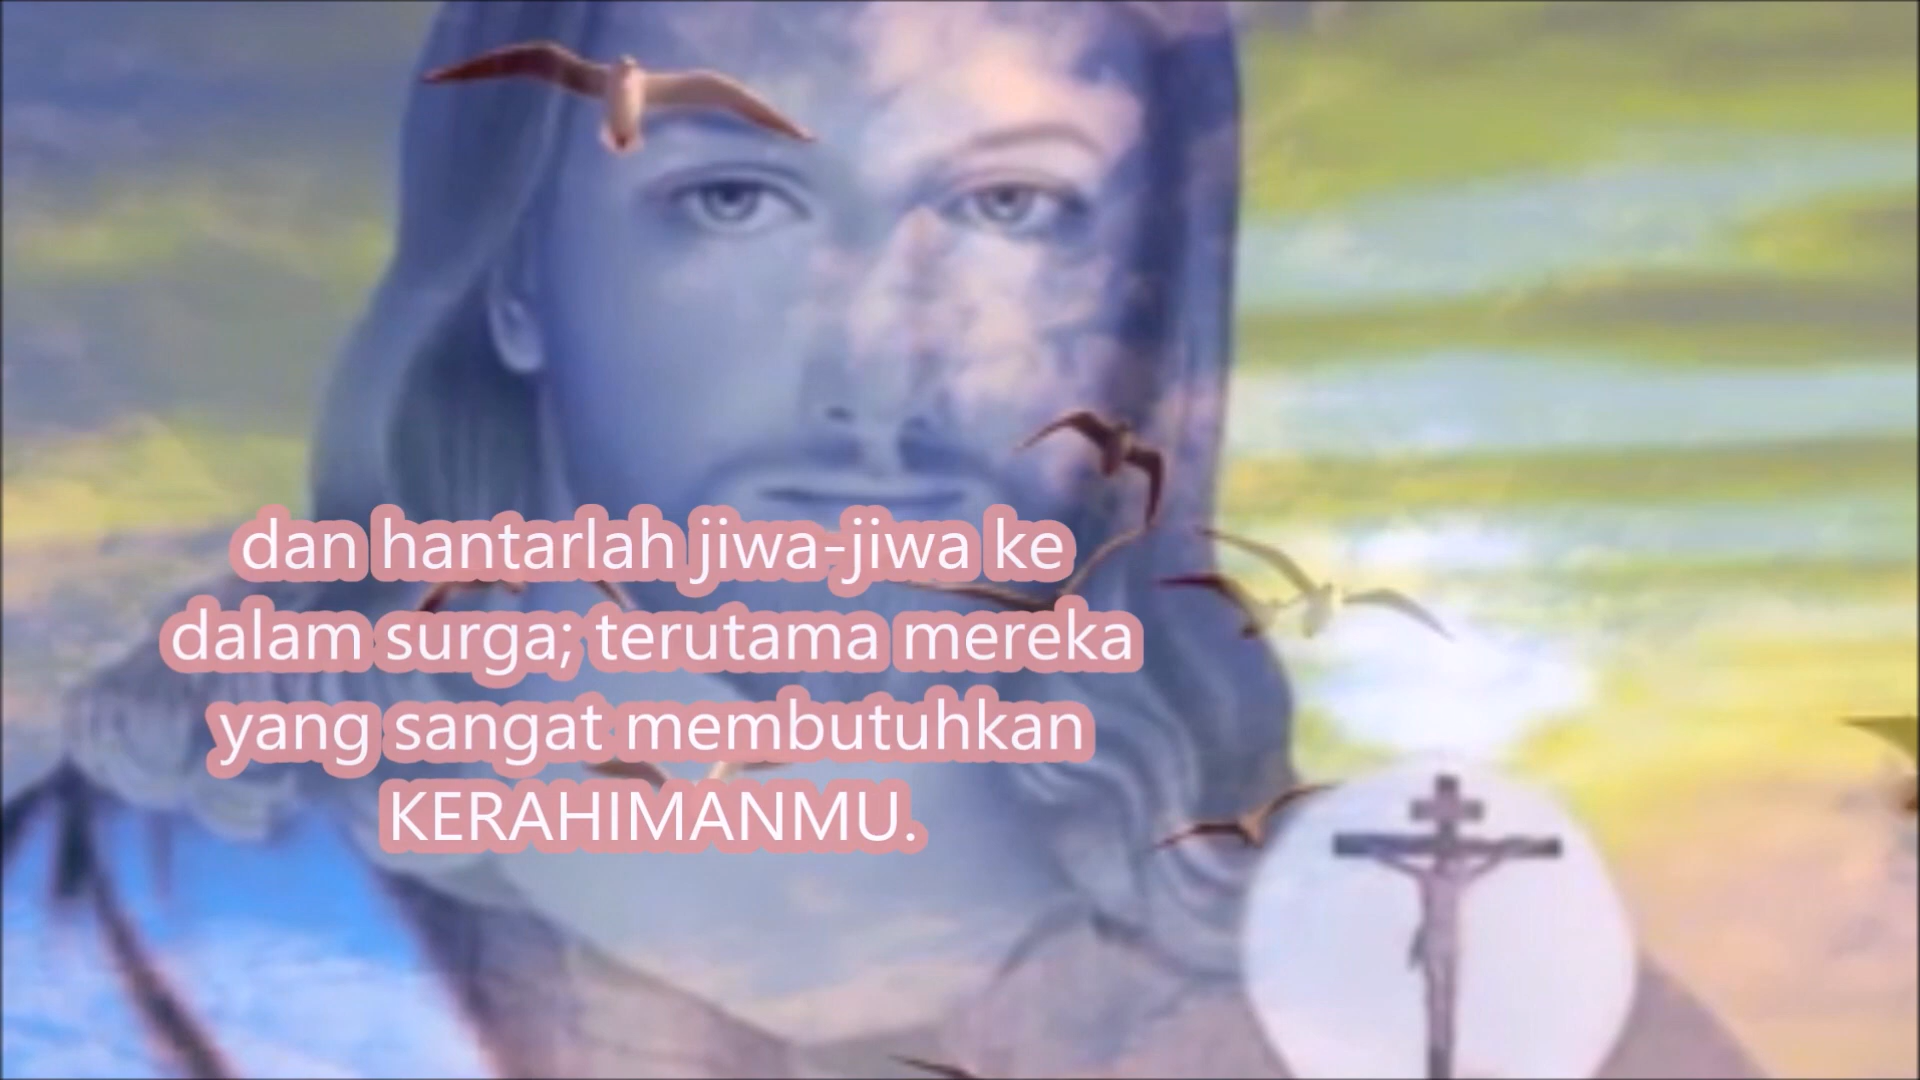 dan hantarlah jiwa-jiwa ke
dalam surga; terutama mereka
yang sangat membutuhkan
KERAHIMANMU.